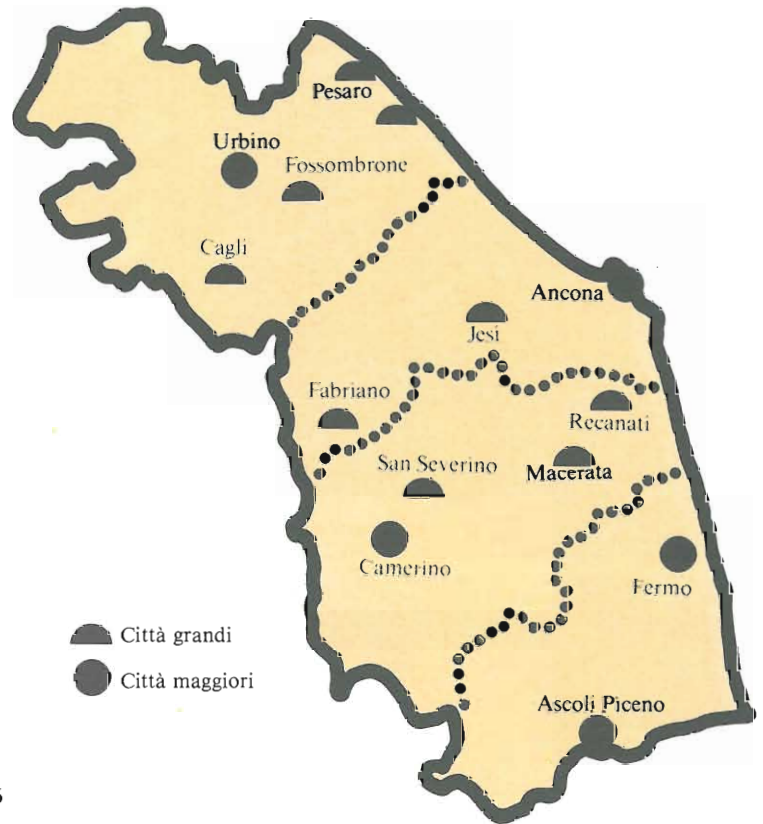 Pesaro
Urbino
Fossombrone
Cagli
Ancona
Jesi
Fabriano
Recanati
San Severino
Macerata
Camerino
Fermo
Città grandi
Città maggiori
Ascoli Piceno